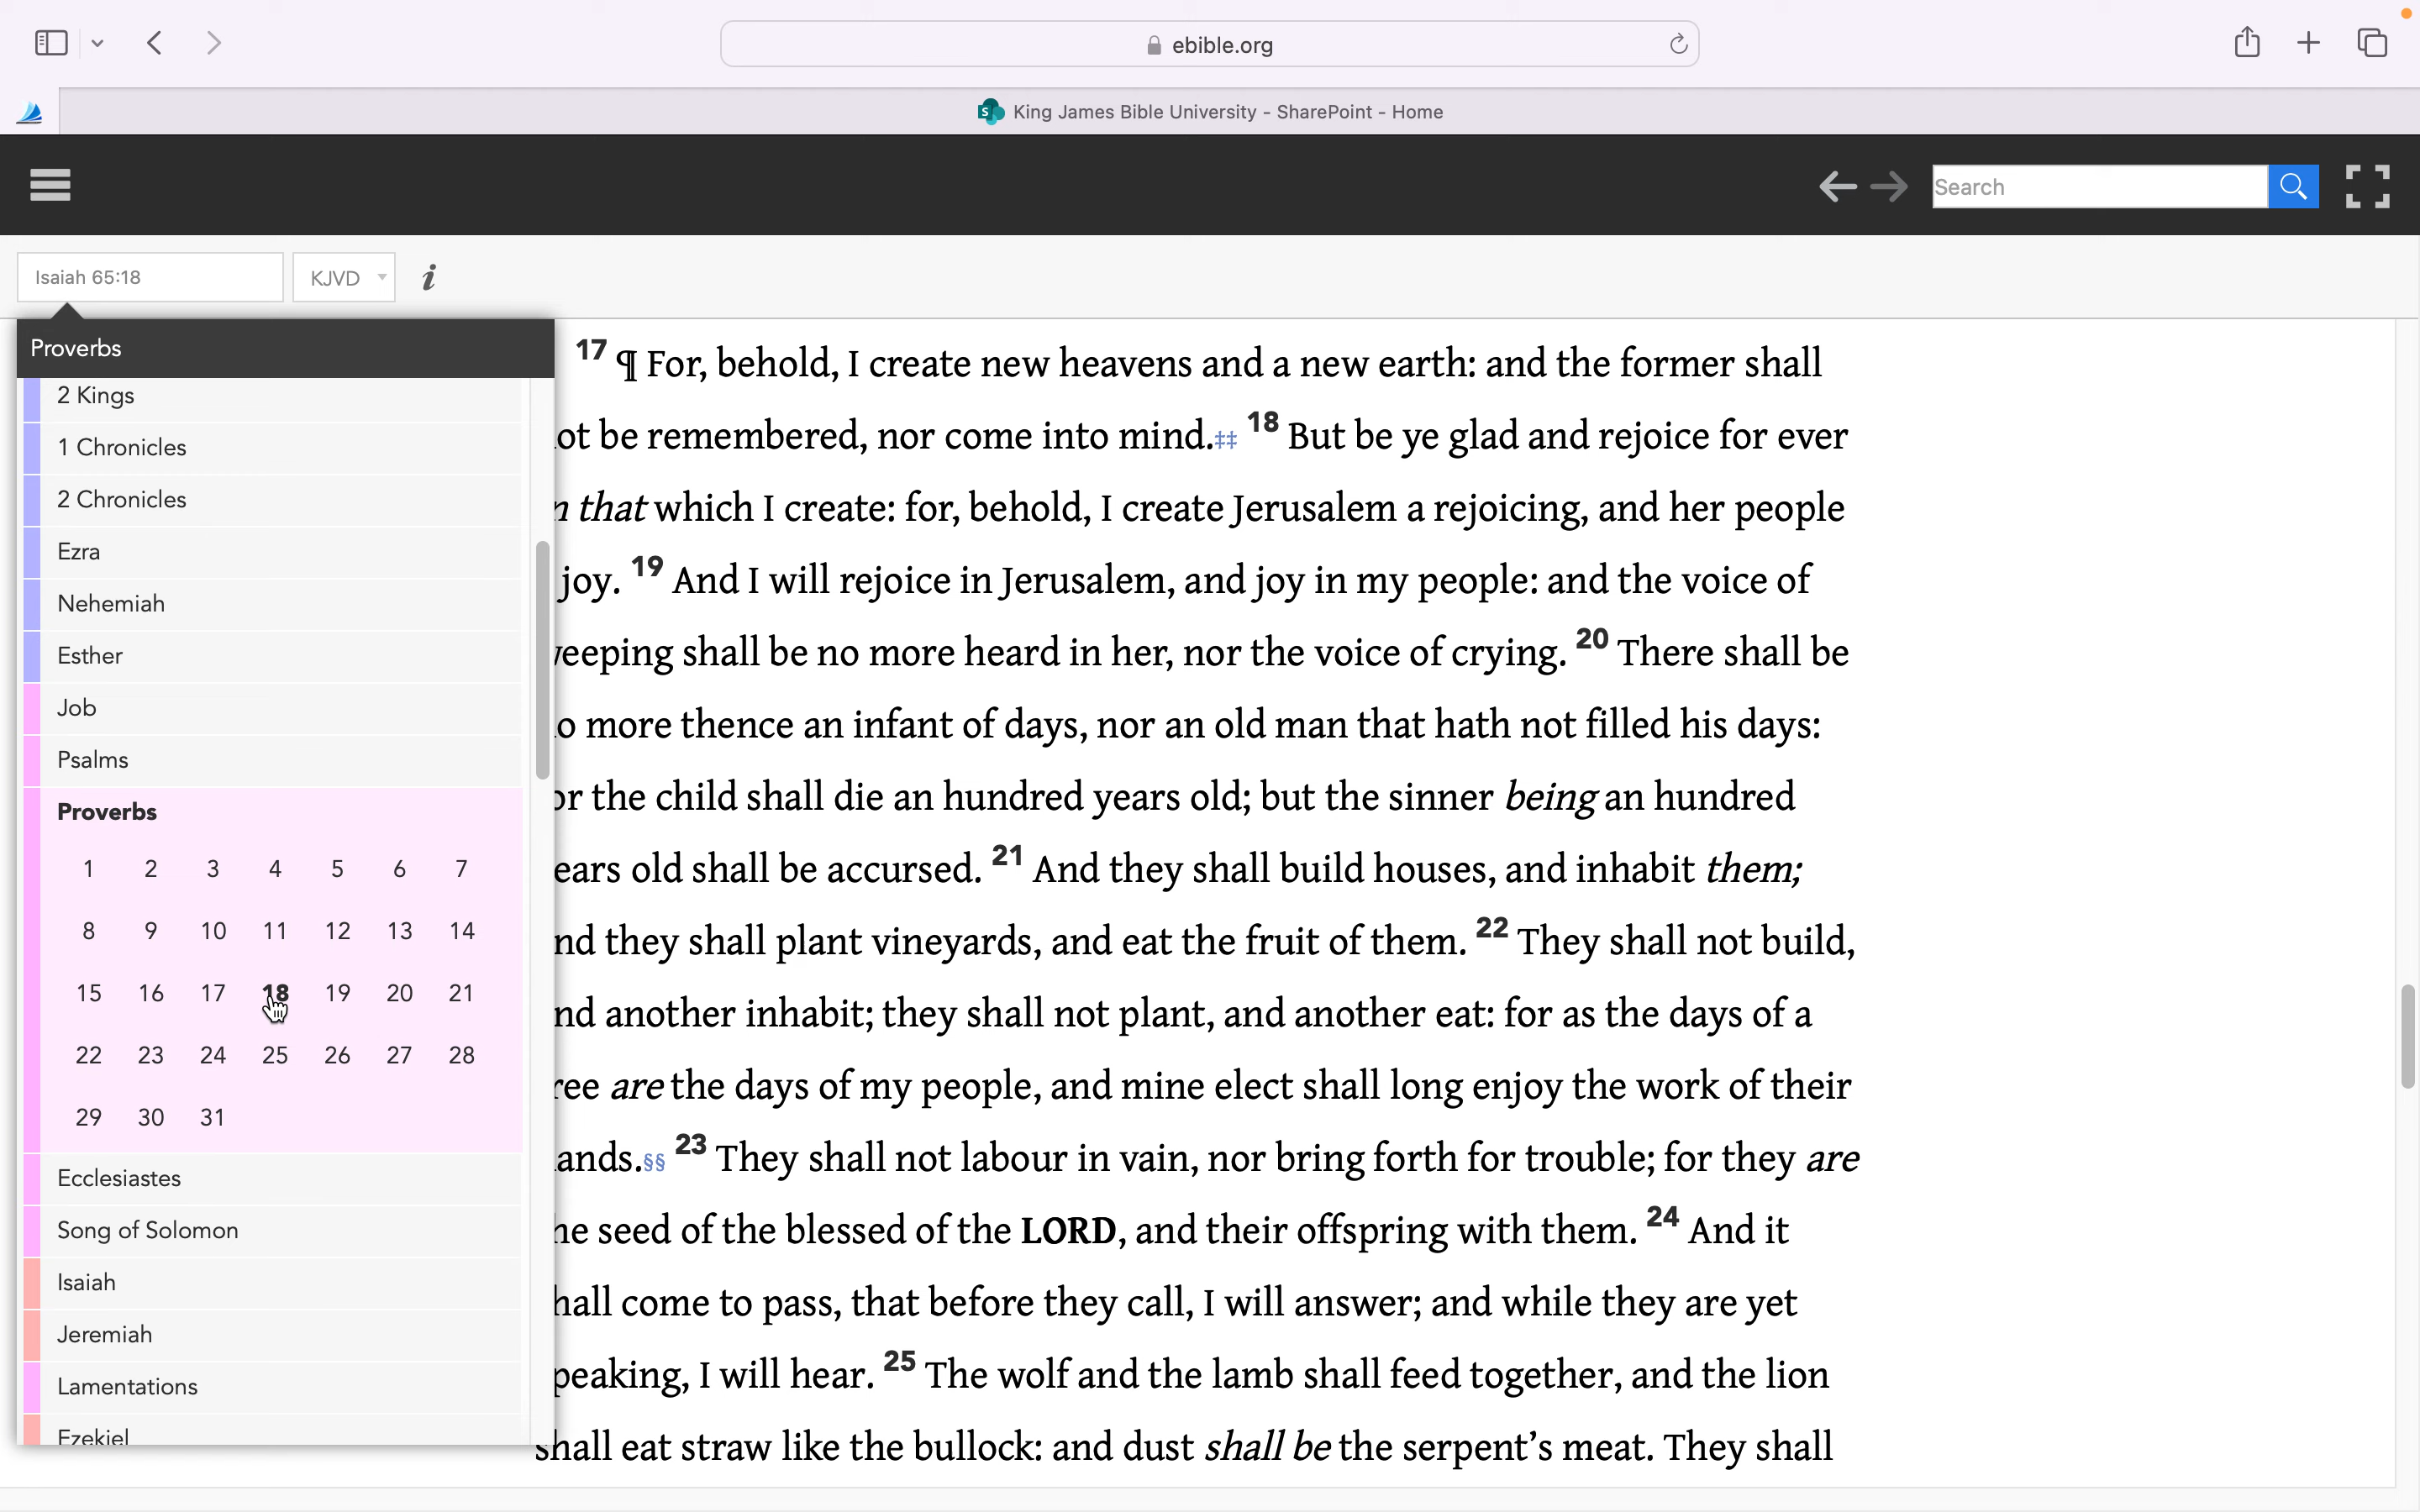 ebible.org
King James Bible University - SharePoint - Home
Search
Isaiah 65:18
KJVD
i
Proverbs
2 Kings
1 Chronicles
2 Chronicles
Ezra
Nehemiah
Esther
Job
Psalms
Proverbs
1 2 3 4 5 6 7
8 9 10 11 12 13 14
15 16 17 18 19 20 21
22 23 24 25 26 27 28
29 30 31
Ecclesiastes
Song of Solomon
Isaiah
Jeremiah
Lamentations
Ezekiel
17 ¶ For, behold, I create new heavens and a new earth: and the former shall
ot be remembered, nor come into mind.‡‡ 18 But be ye glad and rejoice for ever
n that which I create: for, behold, I create Jerusalem a rejoicing, and her people
joy. 19 And I will rejoice in Jerusalem, and joy in my people: and the voice of
eeping shall be no more heard in her, nor the voice of crying. 20 There shall be
o more thence an infant of days, nor an old man that hath not filled his days:
or the child shall die an hundred years old; but the sinner being an hundred
ears old shall be accursed. 21 And they shall build houses, and inhabit them;
nd they shall plant vineyards, and eat the fruit of them. 22 They shall not build,
nd another inhabit; they shall not plant, and another eat: for as the days of a
ree are the days of my people, and mine elect shall long enjoy the work of their
ands.§§ 23 They shall not labour in vain, nor bring forth for trouble; for they are
he seed of the blessed of the LORD, and their offspring with them. 24 And it
hall come to pass, that before they call, I will answer; and while they are yet
peaking, I will hear. 25 The wolf and the lamb shall feed together, and the lion
shall eat straw like the bullock: and dust shall be the serpent’s meat. They shall